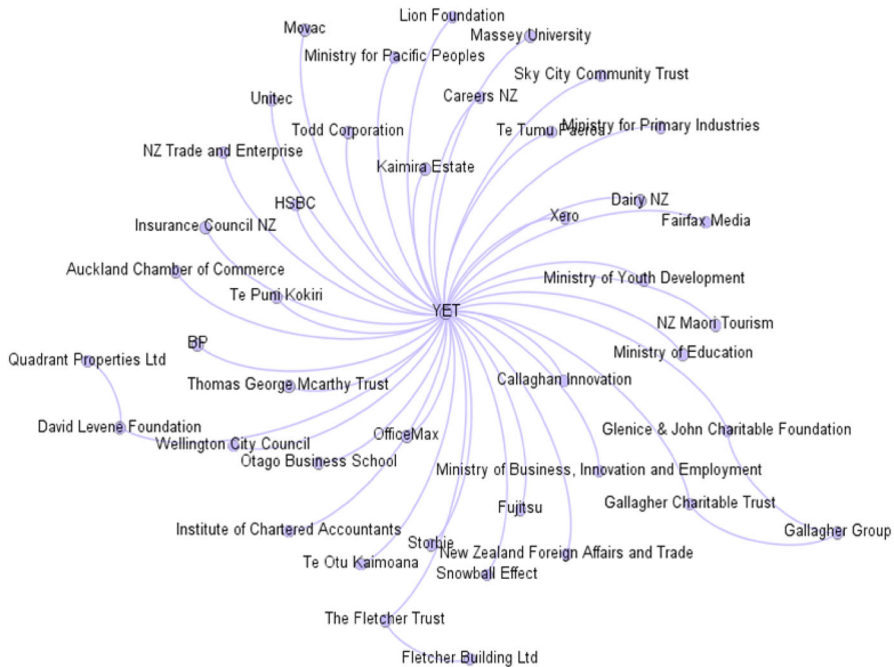 Lion Foundation
Movac
Massey University
Ministry for Pacific Peoples
Sky City Community Trust
Unitec
Careers NZ
Todd Corporation
Te Tumu Paeroa
Ministry for Primary Industries
NZ Trade and Enterprise
Kaimira Estate
HSBC
Dairy NZ
Xero
Fairfax Media
Insurance Council NZ
Auckland Chamber of Commerce
Ministry of Youth Development
Te Puni Kokiri
YET
NZ Maori Tourism
BP
Ministry of Education
Quadrant Properties Ltd
Callaghan Innovation
Thomas George Mcarthy Trust
David Levene Foundation
Glenice & John Charitable Foundation
OfficeMax
Wellington City Council
Otago Business School
Ministry of Business, Innovation and Employment
Gallagher Charitable Trust
Fujitsu
Institute of Chartered Accountants
Gallagher Group
Storbie
New Zealand Foreign Affairs and Trade
Te Otu Kaimoana
Snowball Effect
The Fletcher Trust
Fletcher Building Ltd